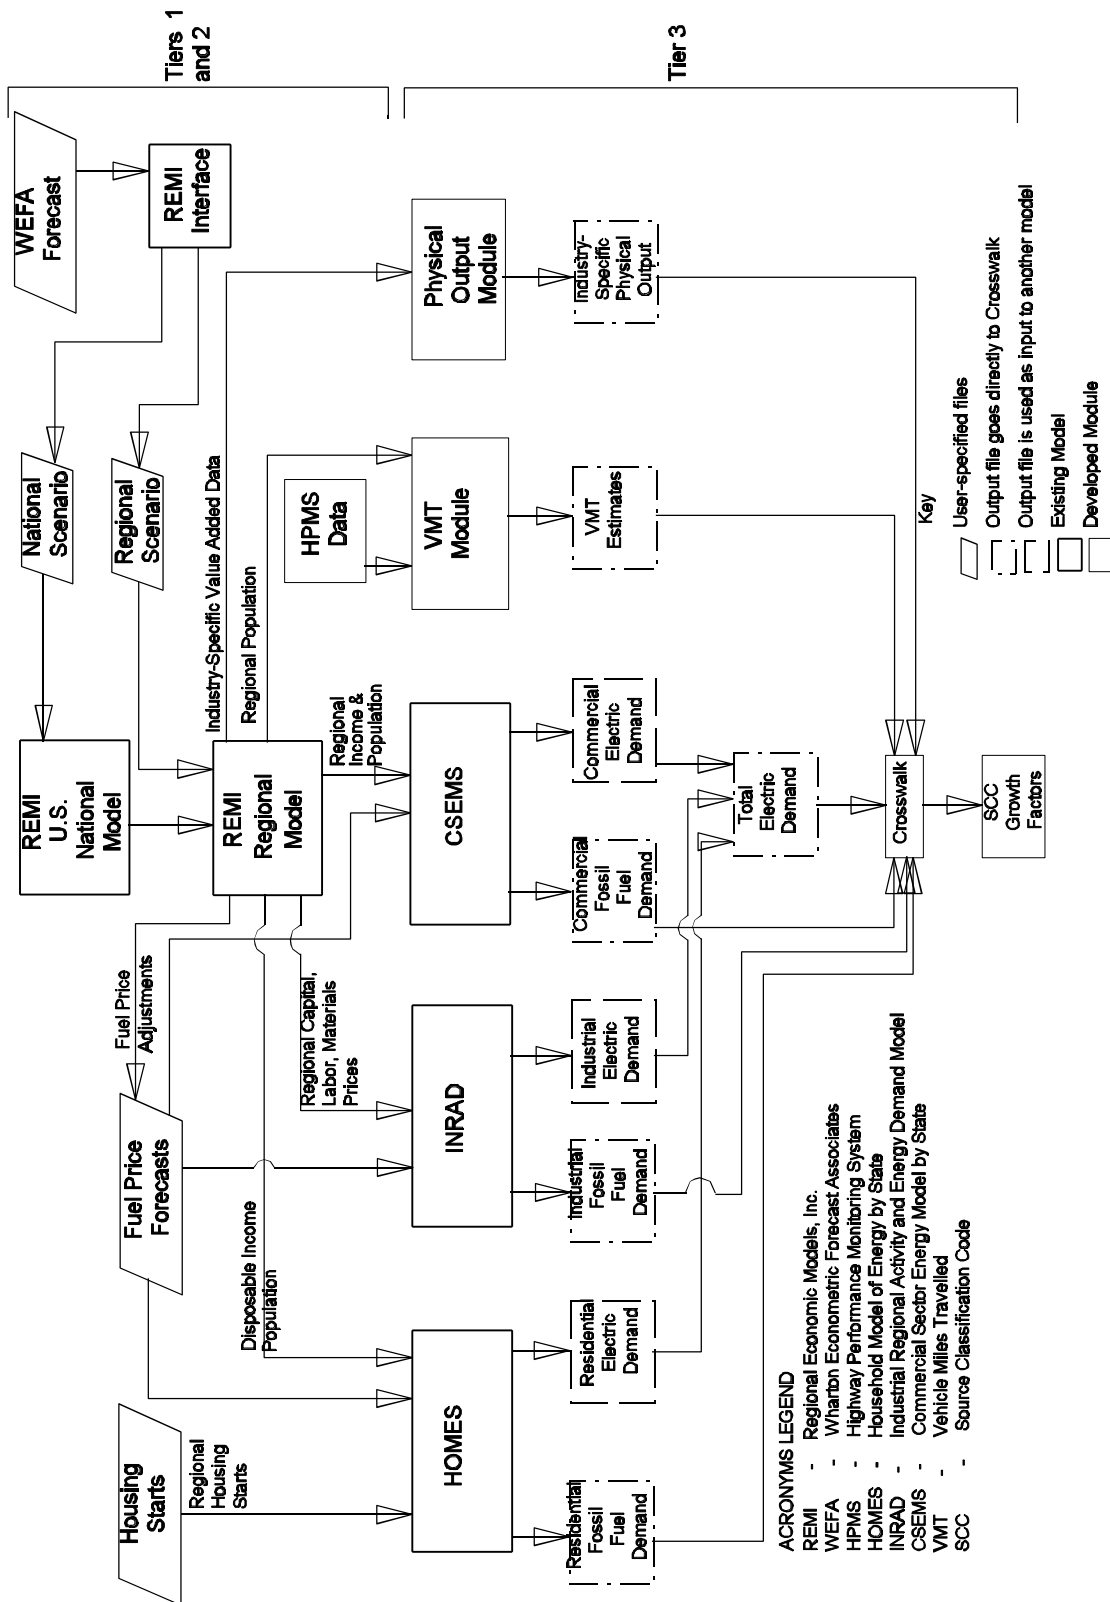 Tiers 1
and 2
Tier 3
Housing
Starts
Fuel Price
Forecasts
REMI
U.S.
National
Model
National
Scenario
WEFA
Forecast
Regional
Scenario
REMI
Interface
Regional
Housing
Starts
Fuel Price
Adjustments
REMI
Regional
Model
Industry-Specific Value Added Data
Regional Population
Disposable Income
Population
Regional Capital,
Labor, Materials
Prices
Regional
Income &
Population
HPMS
Data
HOMES
INRAD
CSEMS
VMT
Module
Physical
Output
Module
Residential
Fossil
Fuel
Demand
Residential
Electric
Demand
Industrial
Fossil
Fuel
Demand
Industrial
Electric
Demand
Commercial
Fossil
Fuel
Demand
Commercial
Electric
Demand
VMT
Estimates
Industry-
Specific
Physical
Output
Total
Electric
Demand
Crosswalk
SCC
Growth
Factors
ACRONYMS LEGEND
REMI - Regional Economic Models, Inc.
WEFA - Wharton Econometric Forecast Associates
HPMS - Highway Performance Monitoring System
HOMES - Household Model of Energy by State
INRAD - Industrial Regional Activity and Energy Demand Model
CSEMS - Commercial Sector Energy Model by State
VMT - Vehicle Miles Travelled
SCC - Source Classification Code
Key
User-specified files
Output file goes directly to Crosswalk
Output file is used as input to another model
Existing Model
Developed Module